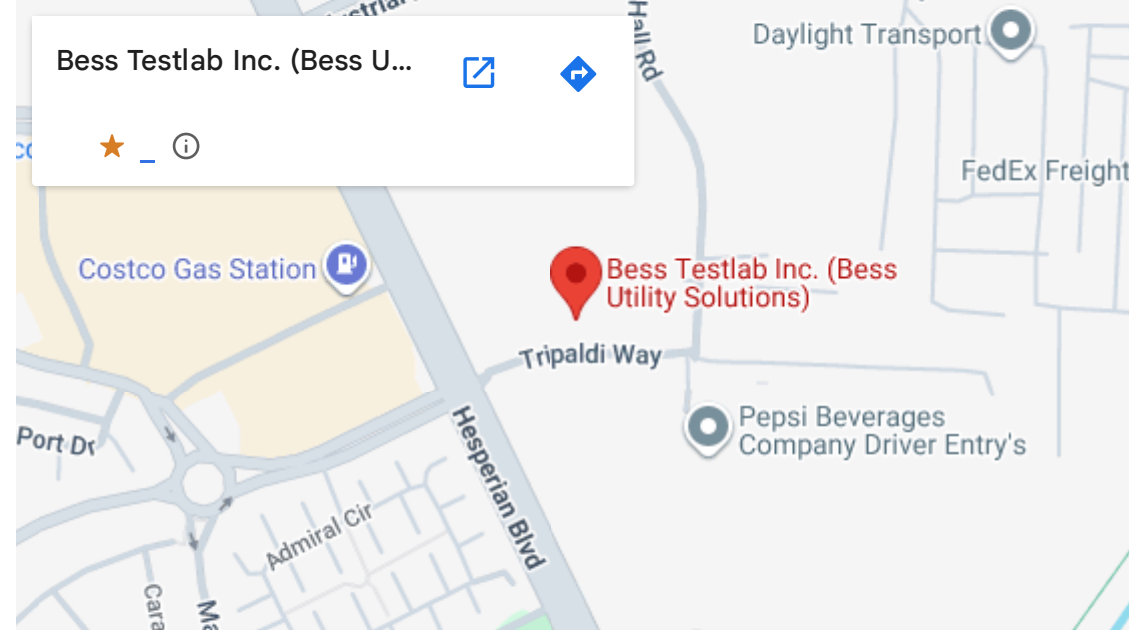 Bess Testlab Inc. (Bess U...
Hall Rd
Daylight Transport
FedEx Freight
Costco Gas Station
Bess Testlab Inc. (Bess
Utility Solutions)
Tripaldi Way
Pepsi Beverages
Company Driver Entry's
Port Dr
Hesperian Blvd
Admiral Cir